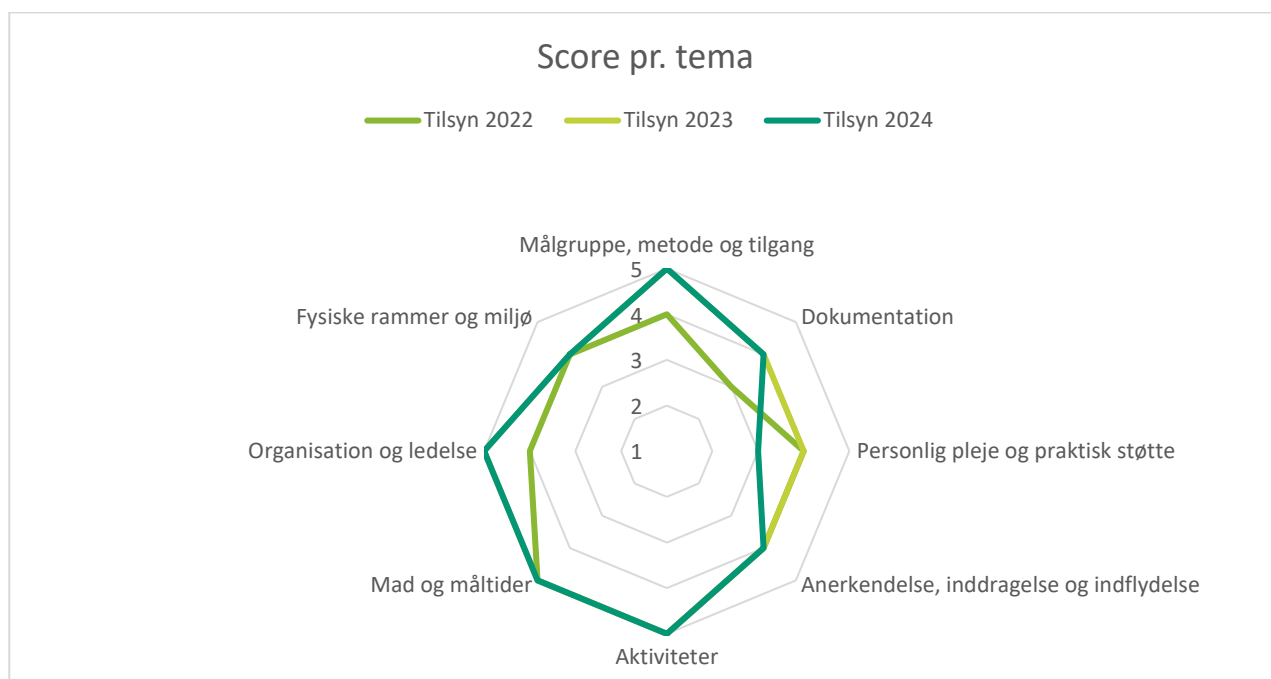 Score pr. tema
Tilsyn 2022 Tilsyn 2023 Tilsyn 2024
Målgruppe, metode og tilgang
5
Fysiske rammer og miljø
4
Dokumentation
3
2
Organisation og ledelse
1
Personlig pleje og praktisk støtte
Mad og måltider
Anerkendelse, inddragelse og indflydelse
Aktiviteter